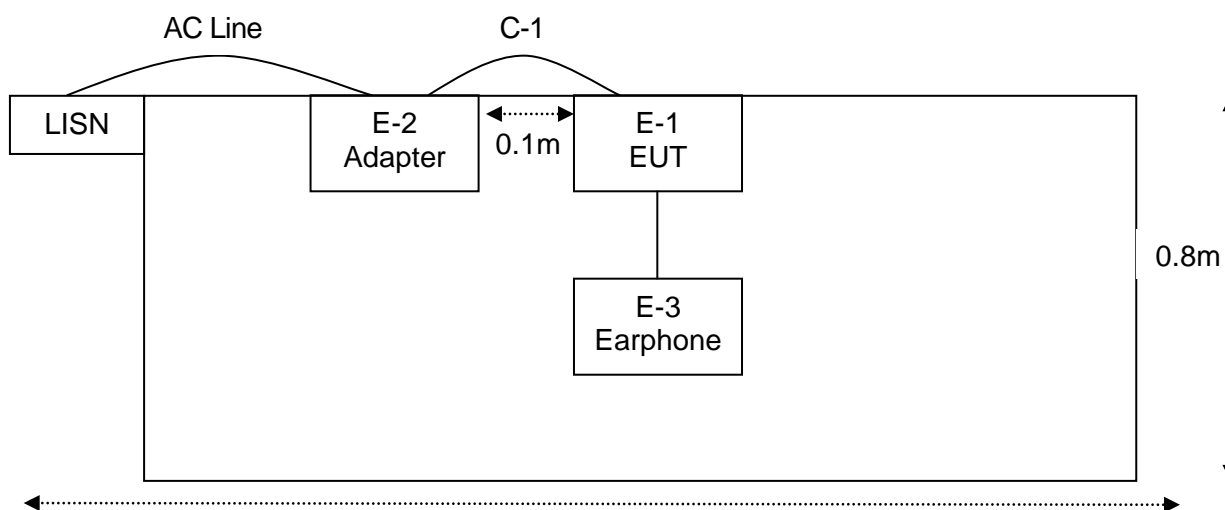 AC Line
C-1
LISN
E-2
Adapter
0.1m
E-1
EUT
0.8m
E-3
Earphone